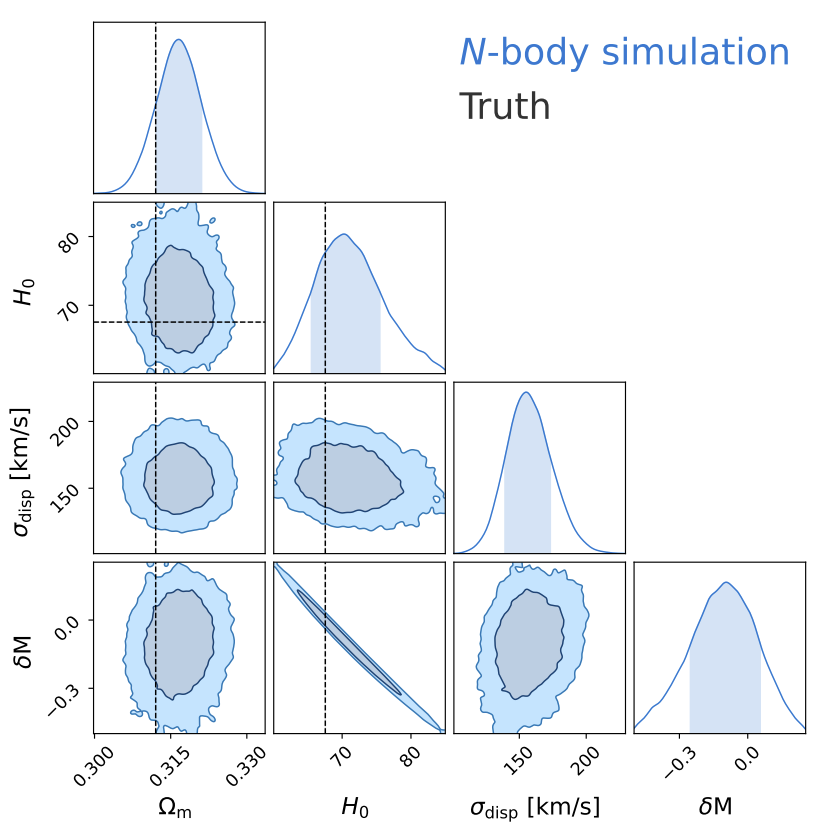 N-body simulation
Truth
80
70
H₀
200
150
σdisp [km/s]
0.0
−0.3
δM
0.300
0.315
0.330
70
80
150
200
−0.3
0.0
Ωm
H₀
σdisp [km/s]
δM